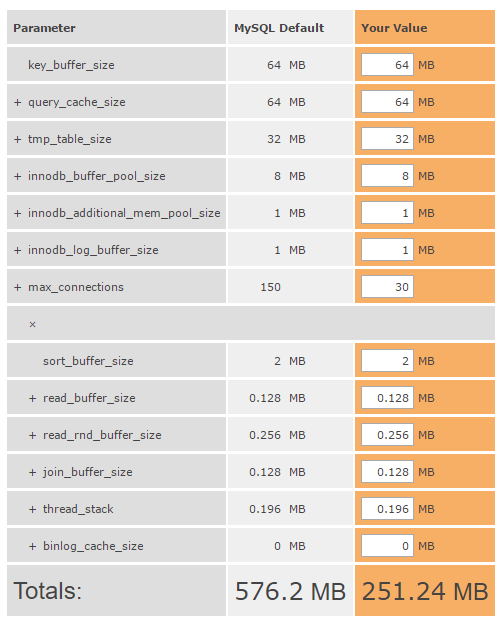 Parameter MySQL Default Your Value
key_buffer_size 64 MB 64 MB
+ query_cache_size 64 MB 64 MB
+ tmp_table_size 32 MB 32 MB
+ innodb_buffer_pool_size 8 MB 8 MB
+ innodb_additional_mem_pool_size 1 MB 1 MB
+ innodb_log_buffer_size 1 MB 1 MB
+ max_connections 150 30
×
sort_buffer_size 2 MB 2 MB
+ read_buffer_size 0.128 MB 0.128 MB
+ read_rnd_buffer_size 0.256 MB 0.256 MB
+ join_buffer_size 0.128 MB 0.128 MB
+ thread_stack 0.196 MB 0.196 MB
+ binlog_cache_size 0 MB 0 MB
Totals: 576.2 MB 251.24 MB